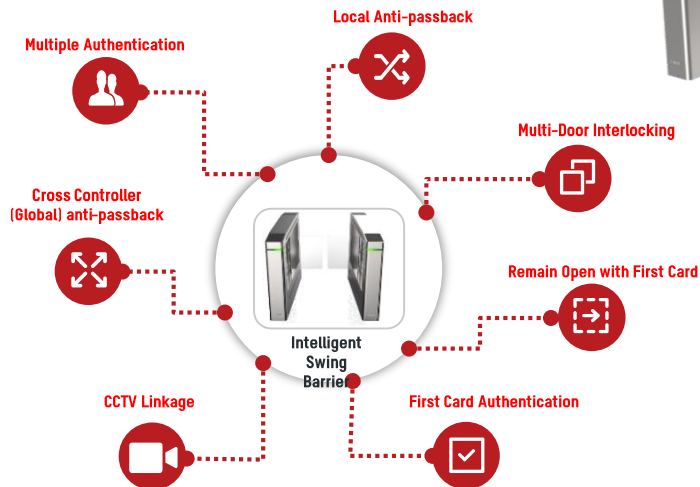 Local Anti-passback
Multiple Authentication
Multi-Door Interlocking
Cross Controller
(Global) anti-passback
Remain Open with First Card
Intelligent
Swing
Barrier
CCTV Linkage
First Card Authentication